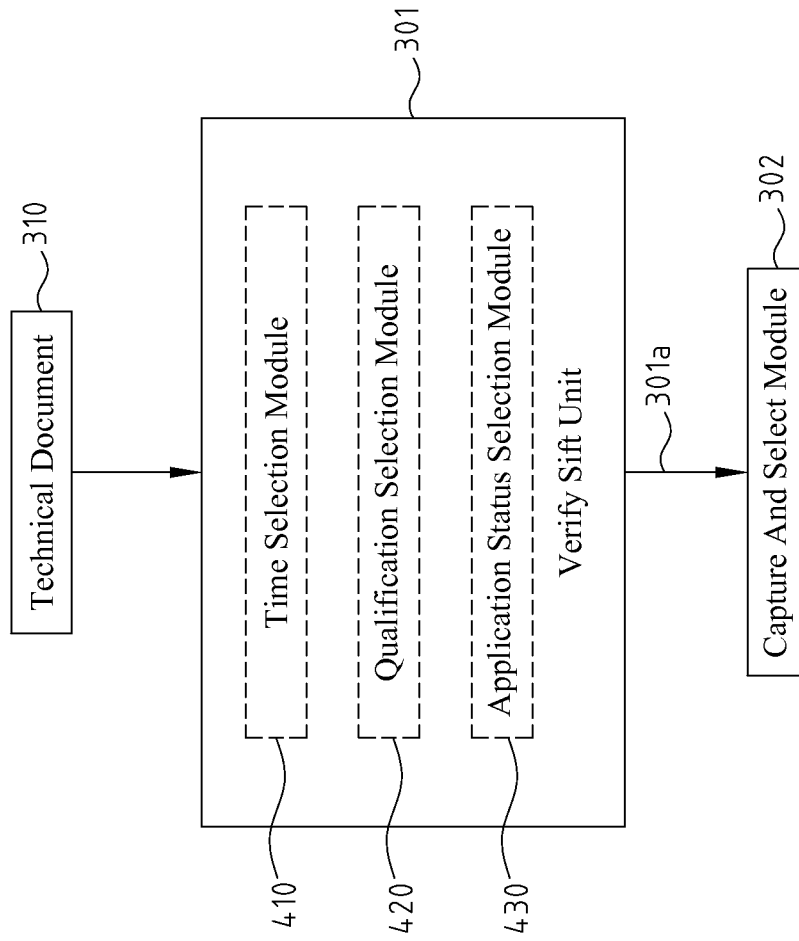 310
Technical Document
301
410
Time Selection Module
420
Qualification Selection Module
430
Application Status Selection Module
Verify Sift Unit
301a
302
Capture And Select Module